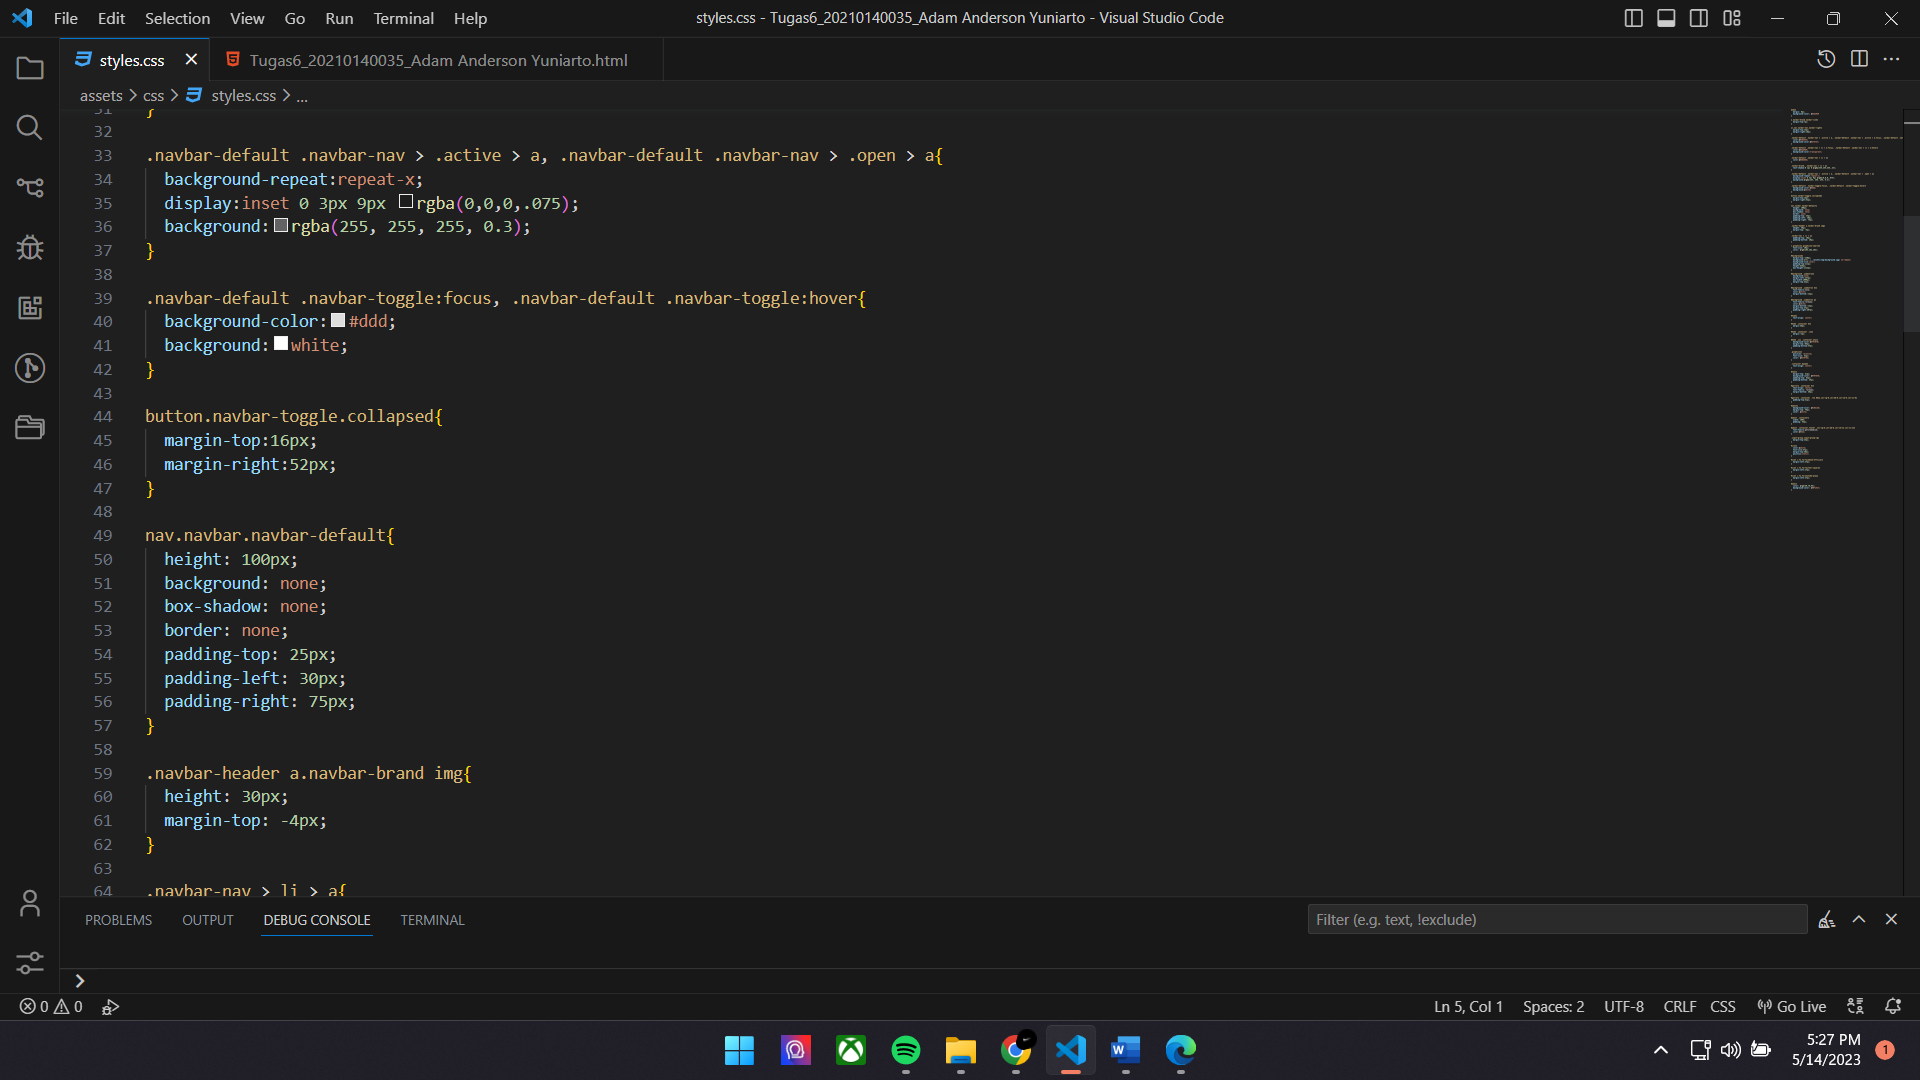 File Edit Selection View Go Run Terminal Help
styles.css - Tugas6_20210140035_Adam Anderson Yuniarto - Visual Studio Code
styles.css
Tugas6_20210140035_Adam Anderson Yuniarto.html
assets > css > styles.css > ...
31 }
32
33 .navbar-default .navbar-nav > .active > a, .navbar-default .navbar-nav > .open > a{
34 background-repeat:repeat-x;
35 display:inset 0 3px 9px rgba(0,0,0,.075);
36 background: rgba(255, 255, 255, 0.3);
37 }
38
39 .navbar-default .navbar-toggle:focus, .navbar-default .navbar-toggle:hover{
40 background-color: #ddd;
41 background: white;
42 }
43
44 button.navbar-toggle.collapsed{
45 margin-top:16px;
46 margin-right:52px;
47 }
48
49 nav.navbar.navbar-default{
50 height: 100px;
51 background: none;
52 box-shadow: none;
53 border: none;
54 padding-top: 25px;
55 padding-left: 30px;
56 padding-right: 75px;
57 }
58
59 .navbar-header a.navbar-brand img{
60 height: 30px;
61 margin-top: -4px;
62 }
63
64 .navbar-nav > li > a{
PROBLEMS OUTPUT DEBUG CONSOLE TERMINAL
Filter (e.g. text, !exclude)
0 0
Ln 5, Col 1 Spaces: 2 UTF-8 CRLF CSS Go Live
5:27 PM
5/14/2023
1